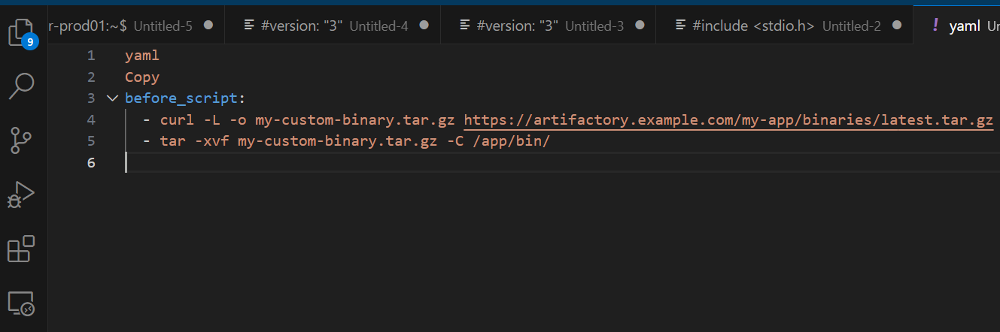 r-prod01:~$ Untitled-5 #version: "3" Untitled-4 #version: "3" Untitled-3 #include <stdio.h> Untitled-2 ! yaml
9
1 yaml
2 Copy
3 before_script:
4 - curl -L -o my-custom-binary.tar.gz https://artifactory.example.com/my-app/binaries/latest.tar.gz
5 - tar -xvf my-custom-binary.tar.gz -C /app/bin/
6